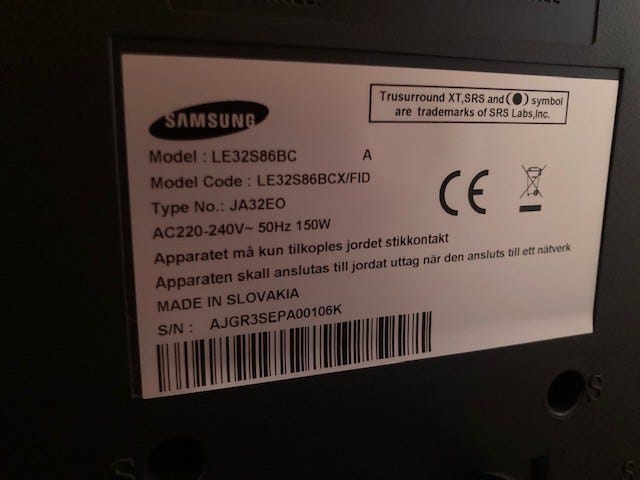 SAMSUNG
Trusurround XT,SRS and (●) symbol
are trademarks of SRS Labs,Inc.
Model : LE32S86BC A
Model Code : LE32S86BCX/FID
Type No.: JA32EO
AC220-240V~ 50Hz 150W
Apparatet må kun tilkoples jordet stikkontakt
Apparaten skall anslutas till jordat uttag när den ansluts till ett nätverk
MADE IN SLOVAKIA
S/N : AJGR3SEPA00106K
CE
S
S